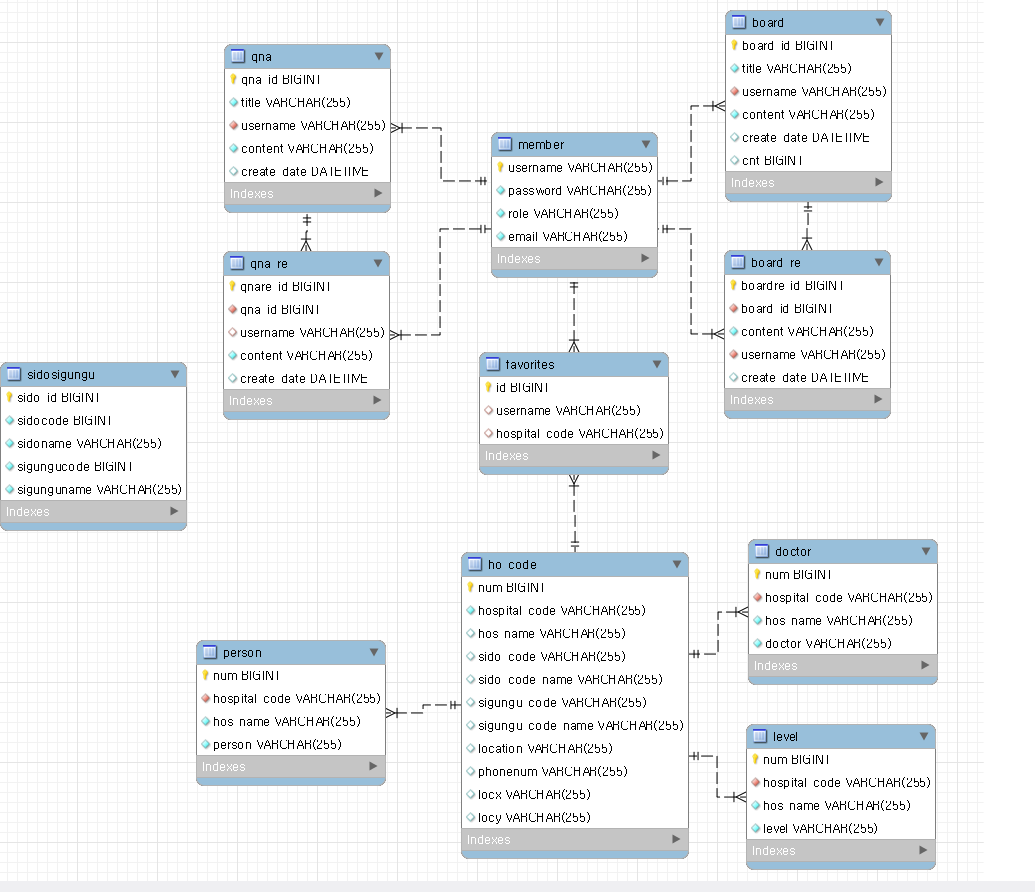 board
board_id BIGINT
title VARCHAR(255)
username VARCHAR(255)
content VARCHAR(255)
create_date DATETIME
cnt BIGINT
Indexes
qna
qna_id BIGINT
title VARCHAR(255)
username VARCHAR(255)
content VARCHAR(255)
create_date DATETIME
Indexes
member
username VARCHAR(255)
password VARCHAR(255)
role VARCHAR(255)
email VARCHAR(255)
Indexes
qna_re
qnare_id BIGINT
qna_id BIGINT
username VARCHAR(255)
content VARCHAR(255)
create_date DATETIME
Indexes
board_re
boardre_id BIGINT
board_id BIGINT
content VARCHAR(255)
username VARCHAR(255)
create_date DATETIME
Indexes
favorites
id BIGINT
username VARCHAR(255)
hospital_code VARCHAR(255)
Indexes
sidosigungu
sido_id BIGINT
sidocode BIGINT
sidoname VARCHAR(255)
sigungucode BIGINT
sigunguname VARCHAR(255)
Indexes
ho_code
num BIGINT
hospital_code VARCHAR(255)
hos_name VARCHAR(255)
sido_code VARCHAR(255)
sido_code_name VARCHAR(255)
sigungu_code VARCHAR(255)
sigungu_code_name VARCHAR(255)
location VARCHAR(255)
phonenum VARCHAR(255)
locx VARCHAR(255)
locy VARCHAR(255)
Indexes
doctor
num BIGINT
hospital_code VARCHAR(255)
hos_name VARCHAR(255)
doctor VARCHAR(255)
Indexes
person
num BIGINT
hospital_code VARCHAR(255)
hos_name VARCHAR(255)
person VARCHAR(255)
Indexes
level
num BIGINT
hospital_code VARCHAR(255)
hos_name VARCHAR(255)
level VARCHAR(255)
Indexes